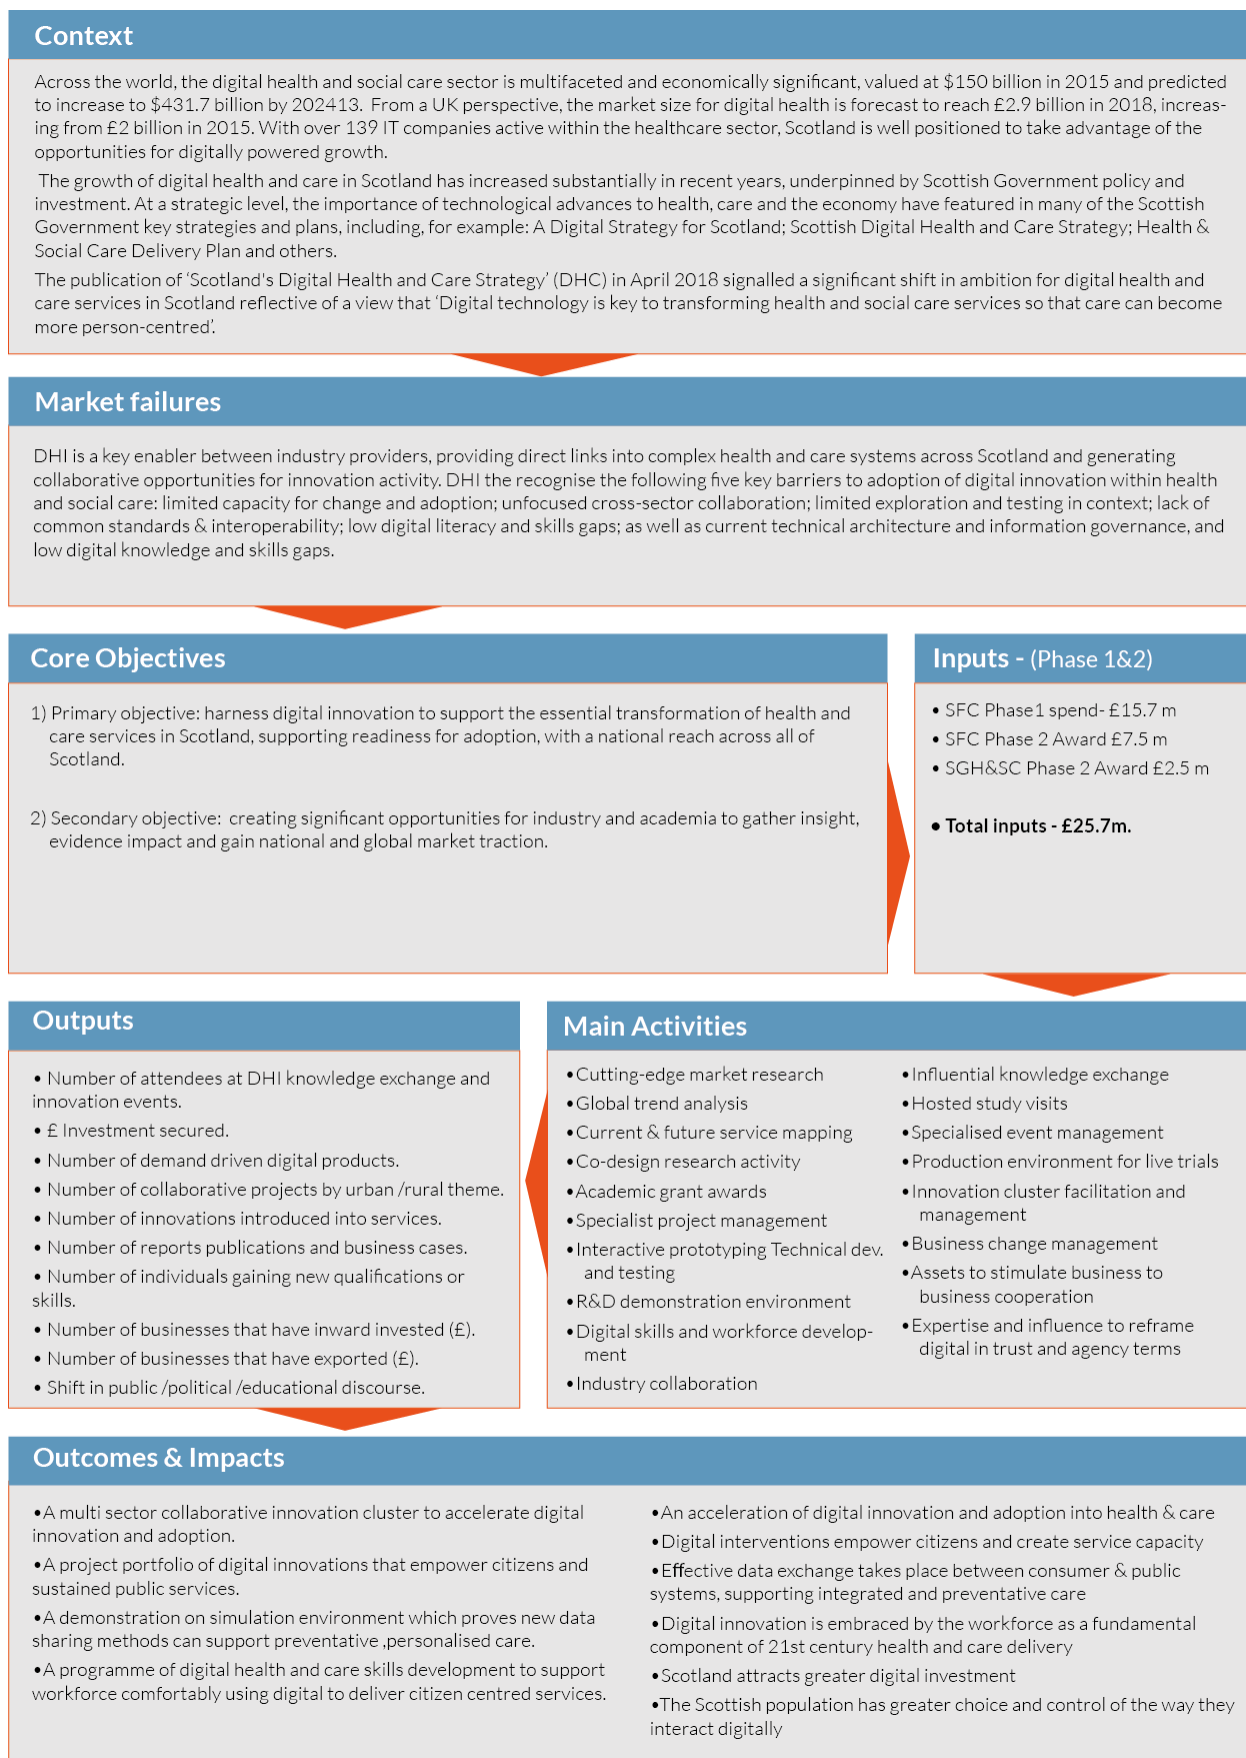 Context
Across the world, the digital health and social care sector is multifaceted and economically significant, valued at $150 billion in 2015 and predicted
to increase to $431.7 billion by 202413. From a UK perspective, the market size for digital health is forecast to reach £2.9 billion in 2018, increas-
ing from £2 billion in 2015. With over 139 IT companies active within the healthcare sector, Scotland is well positioned to take advantage of the
opportunities for digitally powered growth.
The growth of digital health and care in Scotland has increased substantially in recent years, underpinned by Scottish Government policy and
investment. At a strategic level, the importance of technological advances to health, care and the economy have featured in many of the Scottish
Government key strategies and plans, including, for example: A Digital Strategy for Scotland; Scottish Digital Health and Care Strategy; Health &
Social Care Delivery Plan and others.
The publication of ‘Scotland's Digital Health and Care Strategy’ (DHC) in April 2018 signalled a significant shift in ambition for digital health and
care services in Scotland reflective of a view that ‘Digital technology is key to transforming health and social care services so that care can become
more person-centred’.
Market failures
DHI is a key enabler between industry providers, providing direct links into complex health and care systems across Scotland and generating
collaborative opportunities for innovation activity. DHI the recognise the following five key barriers to adoption of digital innovation within health
and social care: limited capacity for change and adoption; unfocused cross-sector collaboration; limited exploration and testing in context; lack of
common standards & interoperability; low digital literacy and skills gaps; as well as current technical architecture and information governance, and
low digital knowledge and skills gaps.
Core Objectives
1) Primary objective: harness digital innovation to support the essential transformation of health and
care services in Scotland, supporting readiness for adoption, with a national reach across all of
Scotland.
2) Secondary objective: creating significant opportunities for industry and academia to gather insight,
evidence impact and gain national and global market traction.
Inputs - (Phase 1&2)
• SFC Phase1 spend- £15.7 m
• SFC Phase 2 Award £7.5 m
• SGH&SC Phase 2 Award £2.5 m
• Total inputs - £25.7m.
Outputs
• Number of attendees at DHI knowledge exchange and
innovation events.
• £ Investment secured.
• Number of demand driven digital products.
• Number of collaborative projects by urban /rural theme.
• Number of innovations introduced into services.
• Number of reports publications and business cases.
• Number of individuals gaining new qualifications or
skills.
• Number of businesses that have inward invested (£).
• Number of businesses that have exported (£).
• Shift in public /political /educational discourse.
Main Activities
•Cutting-edge market research
•Global trend analysis
•Current & future service mapping
•Co-design research activity
•Academic grant awards
•Specialist project management
•Interactive prototyping Technical dev.
and testing
•R&D demonstration environment
•Digital skills and workforce develop-
ment
•Industry collaboration
•Influential knowledge exchange
•Hosted study visits
•Specialised event management
•Production environment for live trials
•Innovation cluster facilitation and
management
•Business change management
•Assets to stimulate business to
business cooperation
•Expertise and influence to reframe
digital in trust and agency terms
Outcomes & Impacts
•A multi sector collaborative innovation cluster to accelerate digital
innovation and adoption.
•A project portfolio of digital innovations that empower citizens and
sustained public services.
•A demonstration on simulation environment which proves new data
sharing methods can support preventative ,personalised care.
•A programme of digital health and care skills development to support
workforce comfortably using digital to deliver citizen centred services.
•An acceleration of digital innovation and adoption into health & care
•Digital interventions empower citizens and create service capacity
•Effective data exchange takes place between consumer & public
systems, supporting integrated and preventative care
•Digital innovation is embraced by the workforce as a fundamental
component of 21st century health and care delivery
•Scotland attracts greater digital investment
•The Scottish population has greater choice and control of the way they
interact digitally